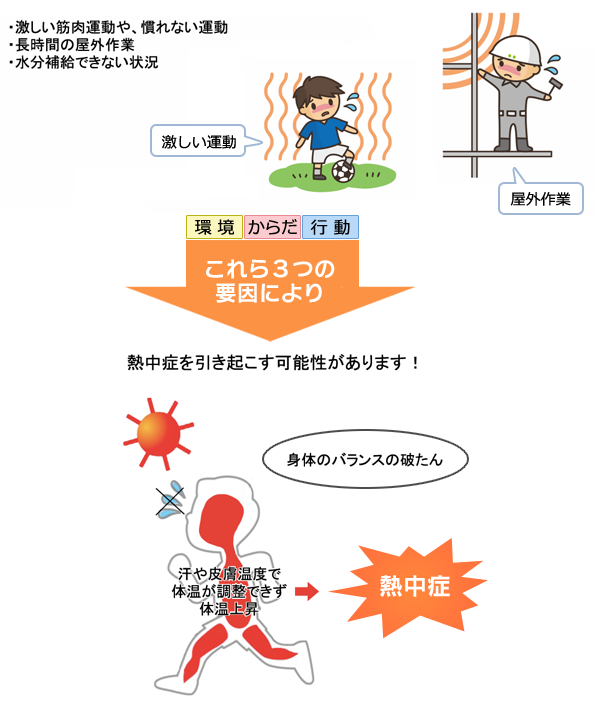 ・激しい筋肉運動や、慣れない運動
・長時間の屋外作業
・水分補給できない状況
激しい運動
屋外作業
環 境 からだ 行 動
これら３つの
要因により
熱中症を引き起こす可能性があります！
身体のバランスの破たん
汗や皮膚温度で
体温が調整できず
体温上昇
熱中症